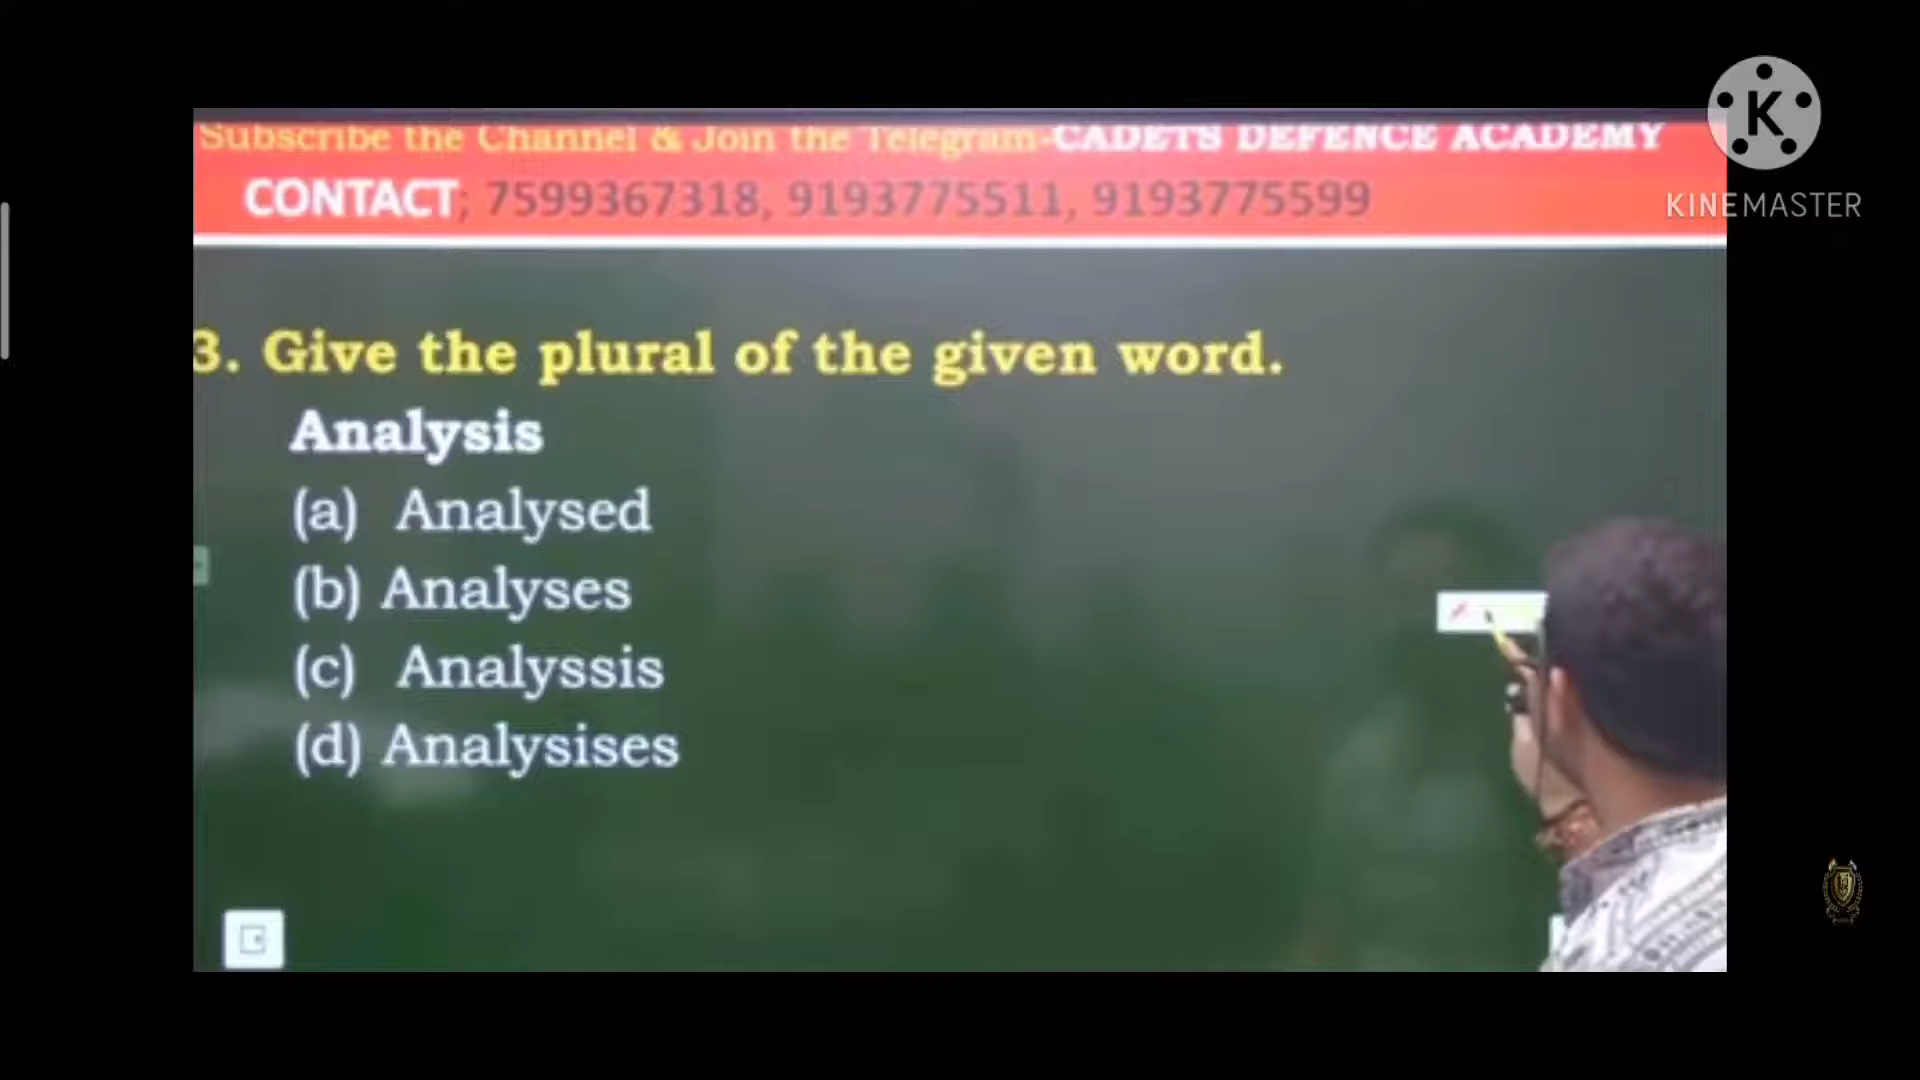 Subscribe the Channel & Join the Telegram-CADETS DEFENCE ACADEMY
CONTACT; 7599367318, 9193775511, 9193775599
K
KINEMASTER
3. Give the plural of the given word.
Analysis
(a) Analysed
(b) Analyses
(c) Analyssis
(d) Analysises